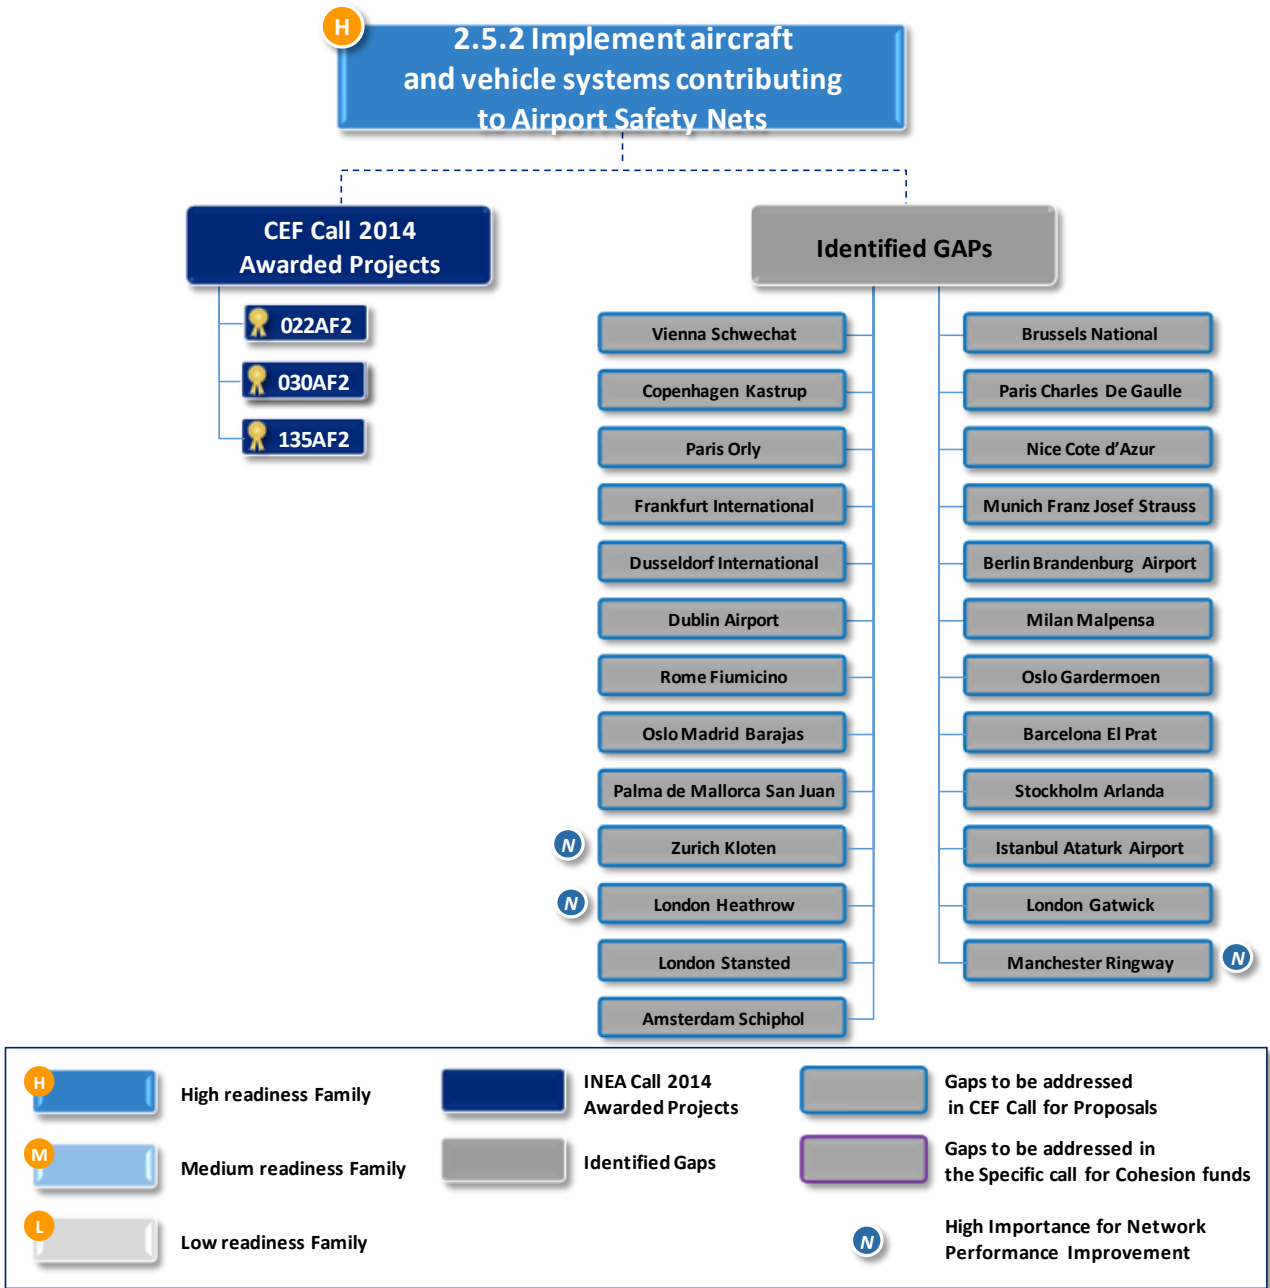 H
2.5.2 Implement aircraft
and vehicle systems contributing
to Airport Safety Nets
CEF Call 2014
Awarded Projects
022AF2
030AF2
135AF2
Identified GAPs
Vienna Schwechat
Copenhagen Kastrup
Paris Orly
Frankfurt International
Dusseldorf International
Dublin Airport
Rome Fiumicino
Oslo Madrid Barajas
Palma de Mallorca San Juan
N
Zurich Kloten
N
London Heathrow
London Stansted
Amsterdam Schiphol
Brussels National
Paris Charles De Gaulle
Nice Cote d’Azur
Munich Franz Josef Strauss
Berlin Brandenburg Airport
Milan Malpensa
Oslo Gardermoen
Barcelona El Prat
Stockholm Arlanda
Istanbul Ataturk Airport
London Gatwick
Manchester Ringway
N
H
High readiness Family
M
Medium readiness Family
L
Low readiness Family
INEA Call 2014
Awarded Projects
Identified Gaps
Gaps to be addressed
in CEF Call for Proposals
Gaps to be addressed in
the Specific call for Cohesion funds
N
High Importance for Network
Performance Improvement